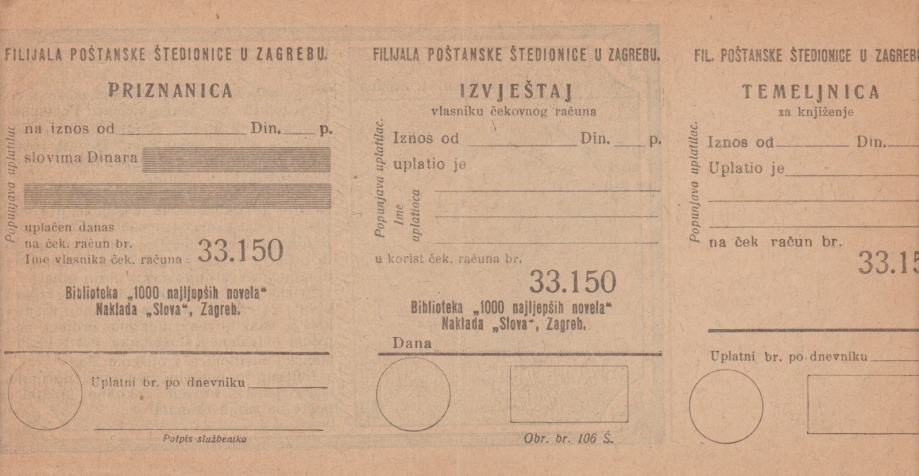 FILIJALA POŠTANSKE ŠTEDIONICE U ZAGREBU.
PRIZNANICA
Popunjava uplatilac
na iznos od Din. p.
slovima Dinara
uplaćen danas
na ček. račun br.
Ime vlasnika ček. računa :
33.150
Biblioteka „1000 najljepših novela“
Naklada „Slova“, Zagreb.
Uplatni br. po dnevniku
Potpis službenika
FILIJALA POŠTANSKE ŠTEDIONICE U ZAGREBU.
IZVJEŠTAJ
vlasniku čekovnog računa
Popunjava uplatilac.
Iznos od Din. p.
uplatio je
Ime
uplatioca
u korist ček. računa br.
33.150
Biblioteka „1000 najljepših novela“
Naklada „Slova“, Zagreb.
Dana
Obr. br. 106 Š.
FIL. POŠTANSKE ŠTEDIONICE U ZAGREBU
TEMELJNICA
za knjiženje
Popunjava uplatilac.
Iznos od Din.
Uplatio je
na ček račun br.
33.15
Uplatni br. po dnevniku